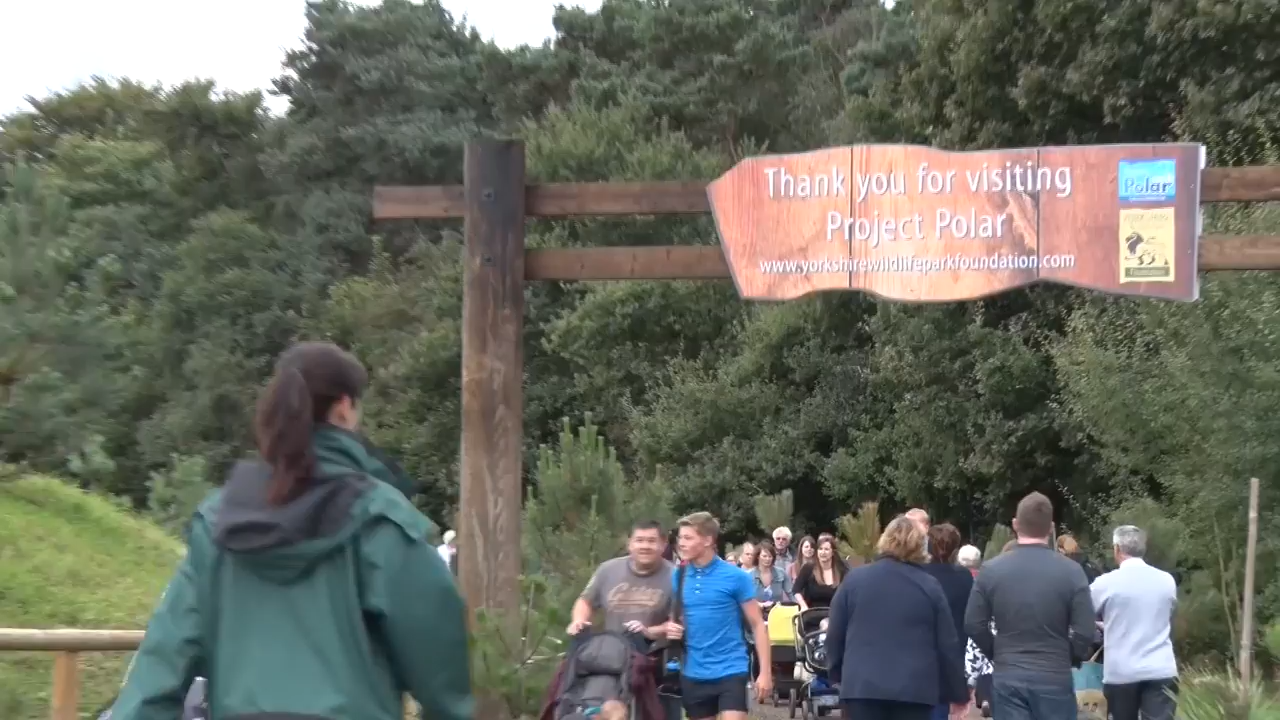 Thank you for visiting
Project Polar
www.yorkshirewildlifeparkfoundation.com
Polar